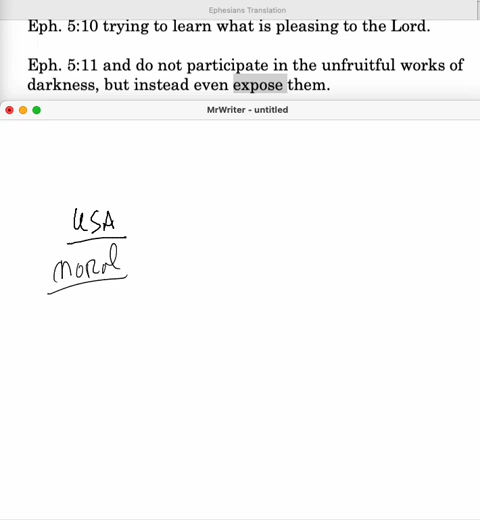 Ephesians Translation
Eph. 5:10 trying to learn what is pleasing to the Lord.
Eph. 5:11 and do not participate in the unfruitful works of
darkness, but instead even expose them.
MrWriter - untitled
USA
moral